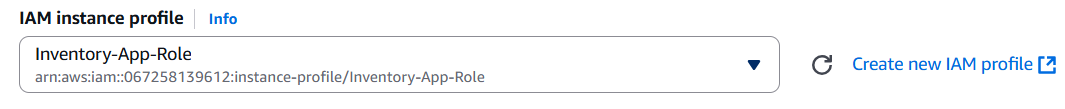 IAM instance profile Info
Inventory-App-Role
arn:aws:iam::067258139612:instance-profile/Inventory-App-Role
Create new IAM profile